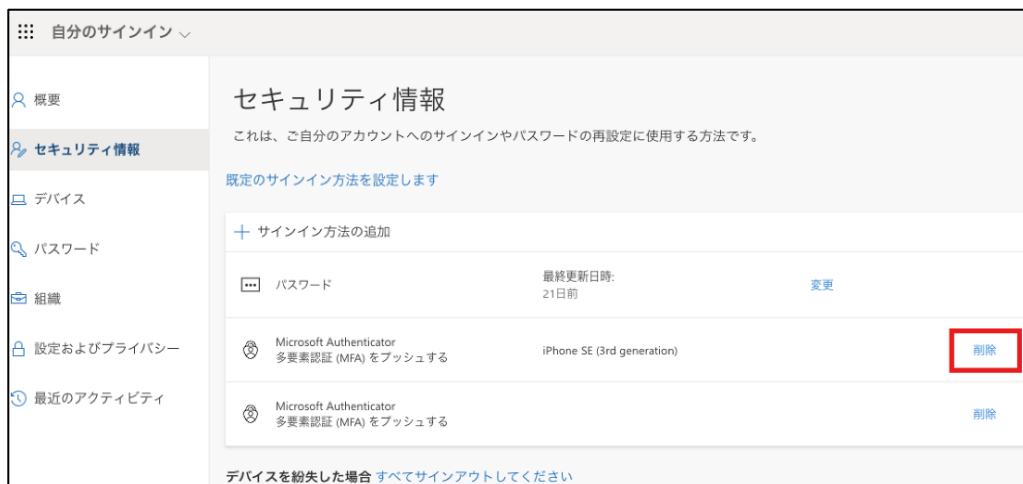 自分のサインイン
概要
セキュリティ情報
デバイス
パスワード
組織
設定およびプライバシー
最近のアクティビティ
セキュリティ情報
これは、ご自分のアカウントへのサインインやパスワードの再設定に使用する方法です。
既定のサインイン方法を設定します
サインイン方法の追加
パスワード
最終更新日時:
21日前
変更
Microsoft Authenticator
多要素認証 (MFA) をプッシュする
iPhone SE (3rd generation)
削除
Microsoft Authenticator
多要素認証 (MFA) をプッシュする
削除
デバイスを紛失した場合 すべてサインアウトしてください